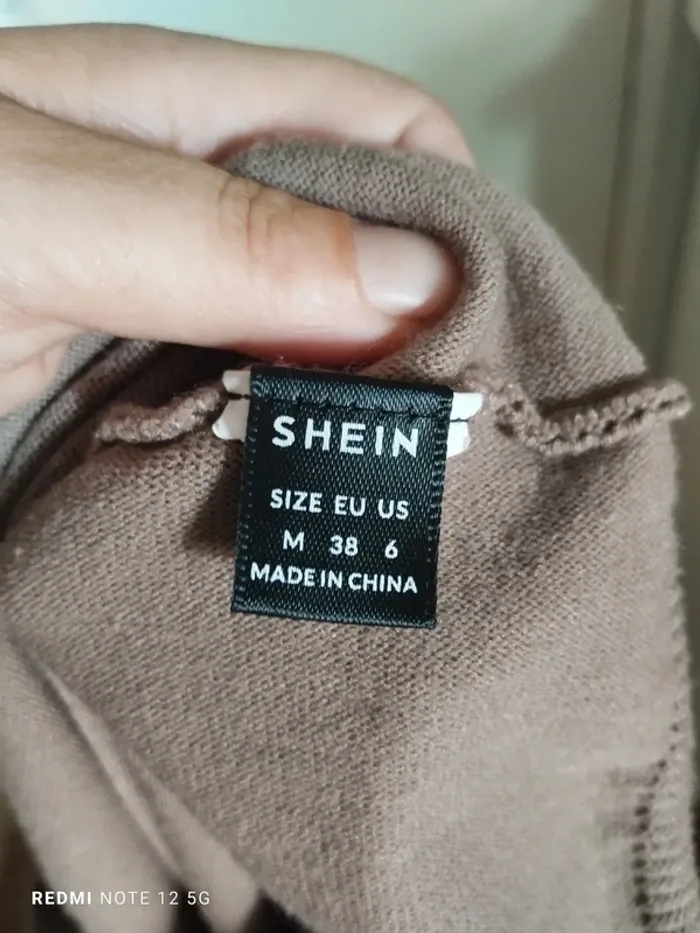 SHEIN
SIZE EU US
M 38 6
MADE IN CHINA
REDMI NOTE 12 5G